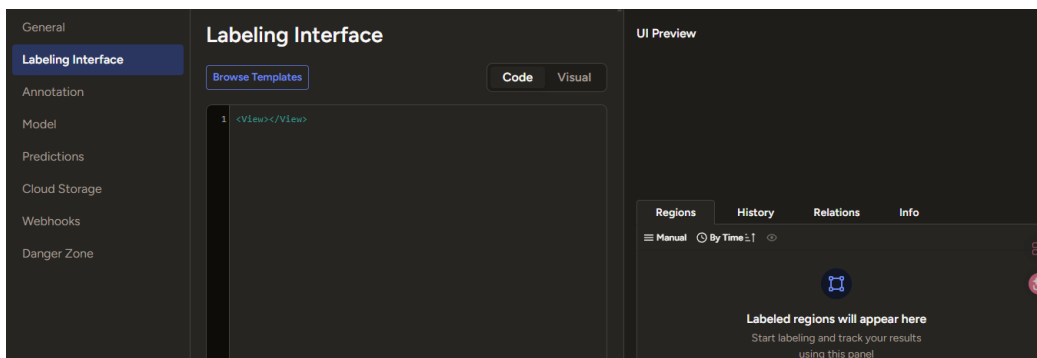 General
Labeling Interface
Annotation
Model
Predictions
Cloud Storage
Webhooks
Danger Zone
Labeling Interface
Browse Templates
Code Visual
1 <View></View>
UI Preview
Regions History Relations Info
Manual By Time
Labeled regions will appear here
Start labeling and track your results
using this panel